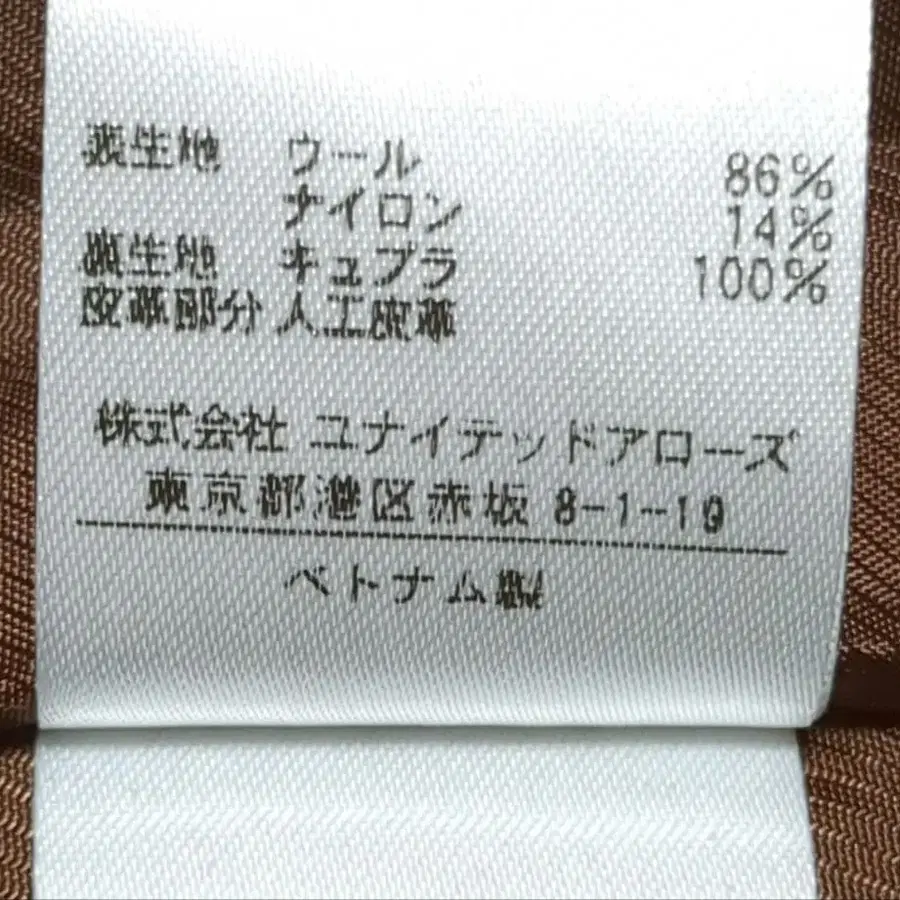 表生地 ウール 86%
ナイロン 14%
裏生地 キュプラ 100%
皮革部分 人工皮革
株式会社 ユナイテッドアローズ
東京都港区赤坂 8-1-19
ベトナム製